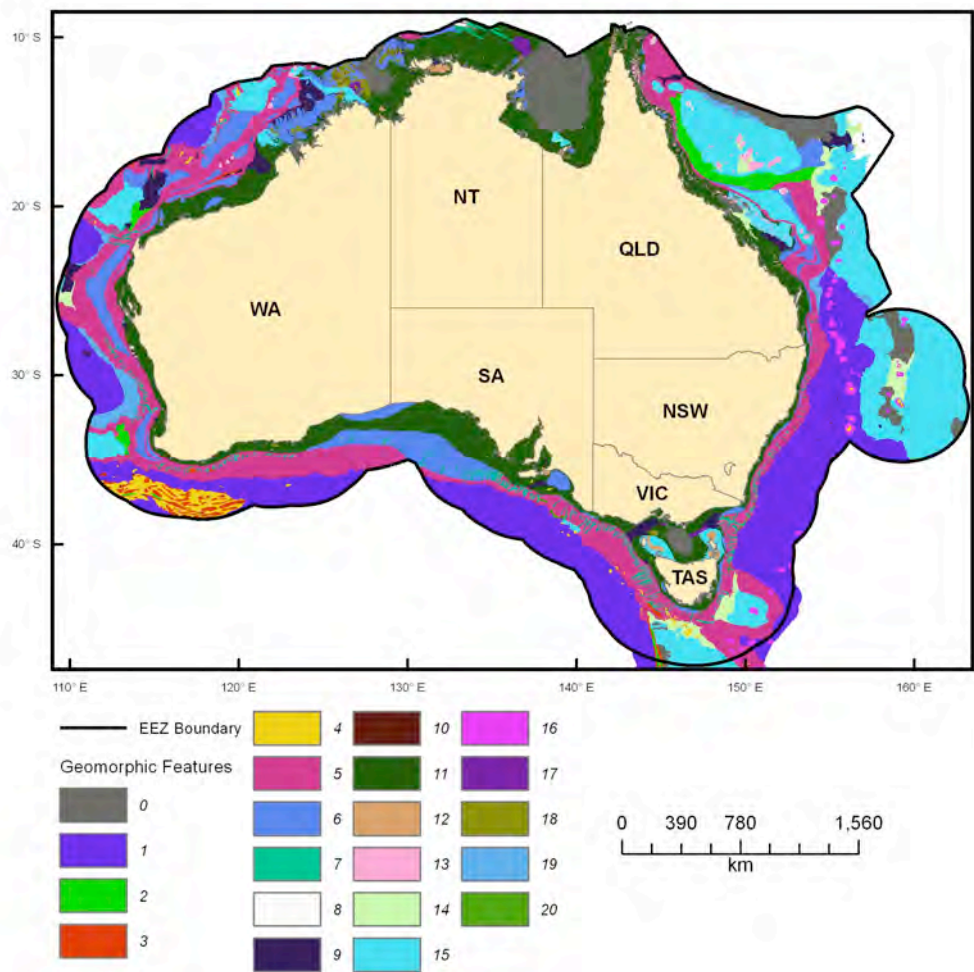 10° S
20° S
30° S
40° S
NT
QLD
WA
SA
NSW
VIC
TAS
110° E
120° E
130° E
140° E
150° E
160° E
EEZ Boundary
Geomorphic Features
0
1
2
3
4
5
6
7
8
9
10
11
12
13
14
15
16
17
18
19
20
0 390 780 1,560
km